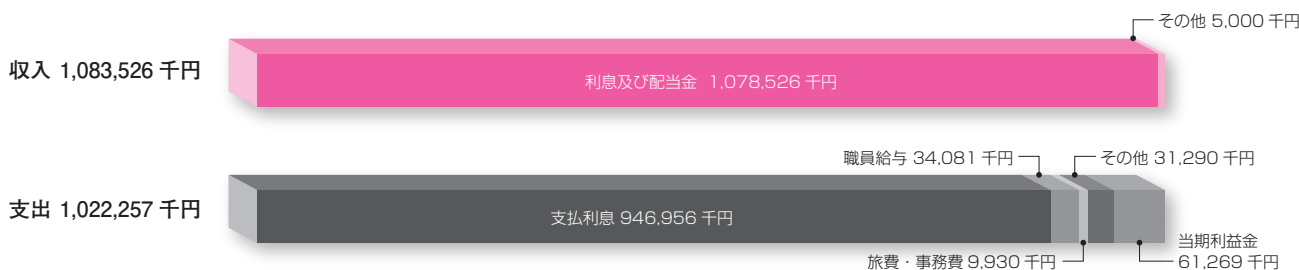 その他 5,000 千円
収入 1,083,526 千円
利息及び配当金 1,078,526 千円
職員給与 34,081 千円
その他 31,290 千円
支出 1,022,257 千円
支払利息 946,956 千円
旅費・事務費 9,930 千円
当期利益金
61,269 千円